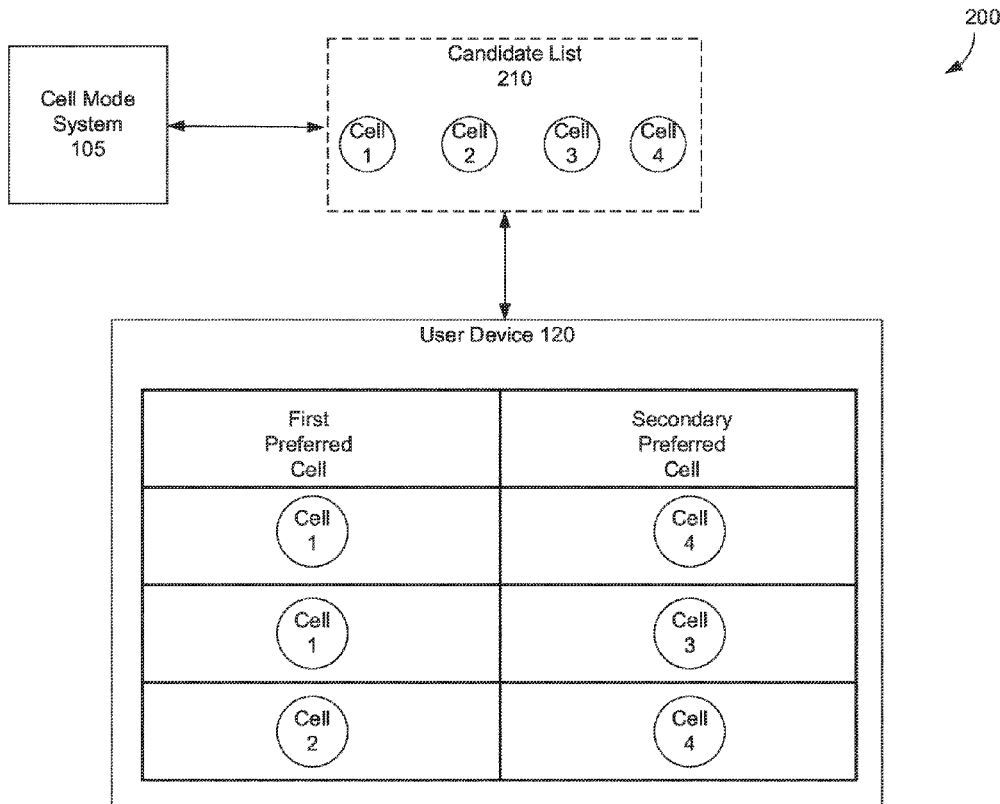 200
Cell Mode
System
105
Candidate List
210
Cell
1
Cell
2
Cell
3
Cell
4
User Device 120
First
Preferred
Cell
Secondary
Preferred
Cell
Cell
1
Cell
4
Cell
1
Cell
3
Cell
2
Cell
4